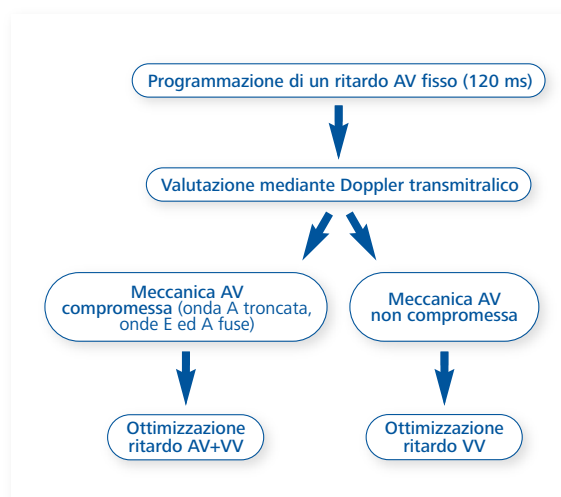 Programmazione di un ritardo AV fisso (120 ms)
Valutazione mediante Doppler transmitralico
Meccanica AV
compromessa (onda A troncata,
onde E ed A fuse)
Meccanica AV
non compromessa
Ottimizzazione
ritardo AV+VV
Ottimizzazione
ritardo VV